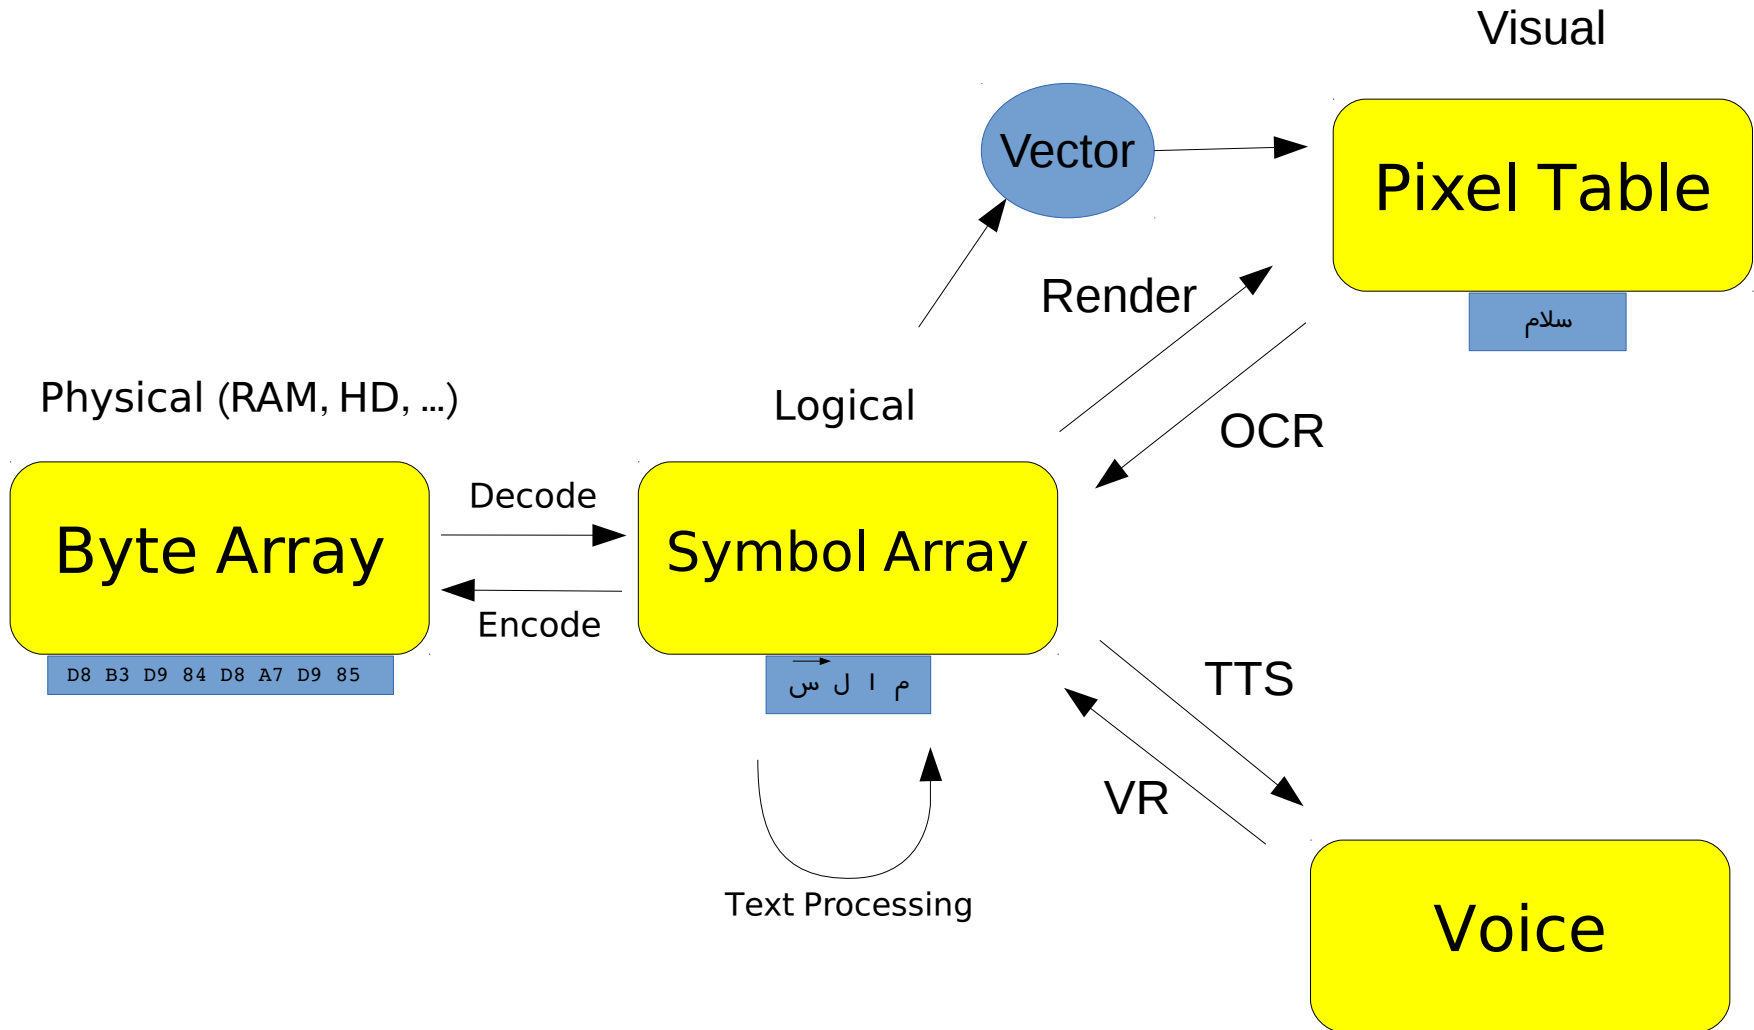 Visual
Vector
Pixel Table
Render
سلام
Physical (RAM, HD, ...)
Logical
OCR
Decode
Byte Array
Symbol Array
Encode
D8 B3 D9 84 D8 A7 D9 85
س ل ا م
TTS
VR
Text Processing
Voice